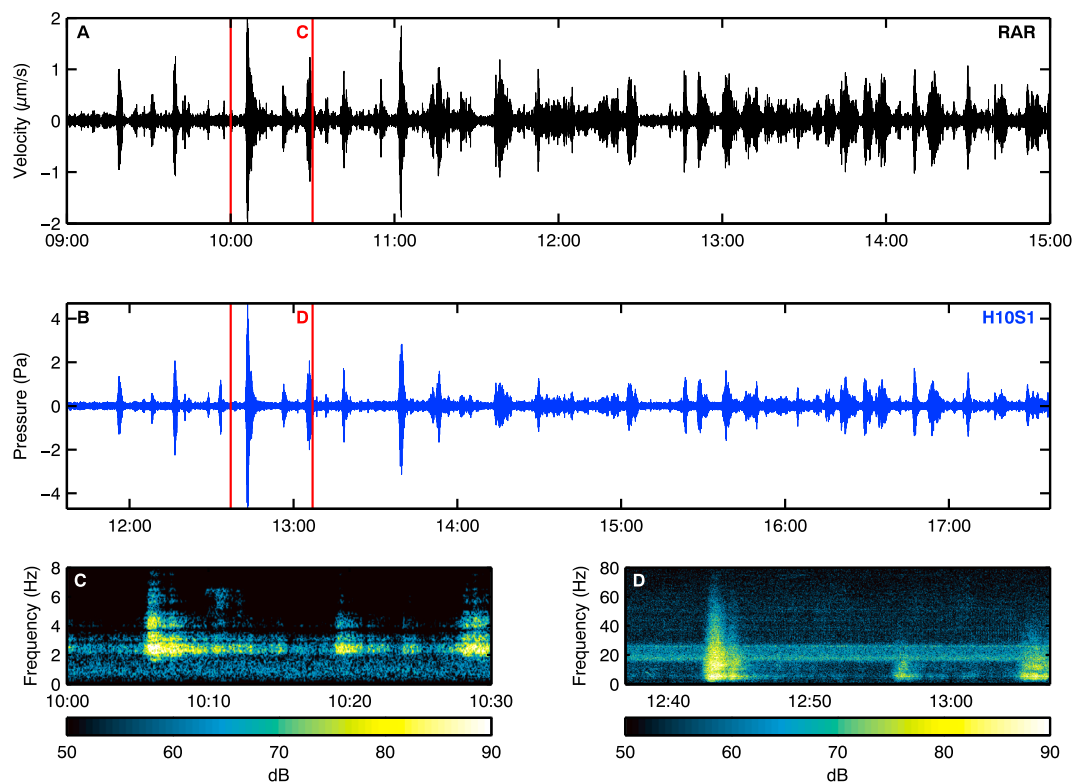 A C RAR
Velocity (μm/s)
2
1
0
−1
−2
09:00 10:00 11:00 12:00 13:00 14:00 15:00
B D H10S1
Pressure (Pa)
4
2
0
−2
−4
12:00 13:00 14:00 15:00 16:00 17:00
C
Frequency (Hz)
8
6
4
2
0
10:00 10:10 10:20 10:30
50 60 70 80 90
dB
D
Frequency (Hz)
80
60
40
20
0
12:40 12:50 13:00
50 60 70 80 90
dB